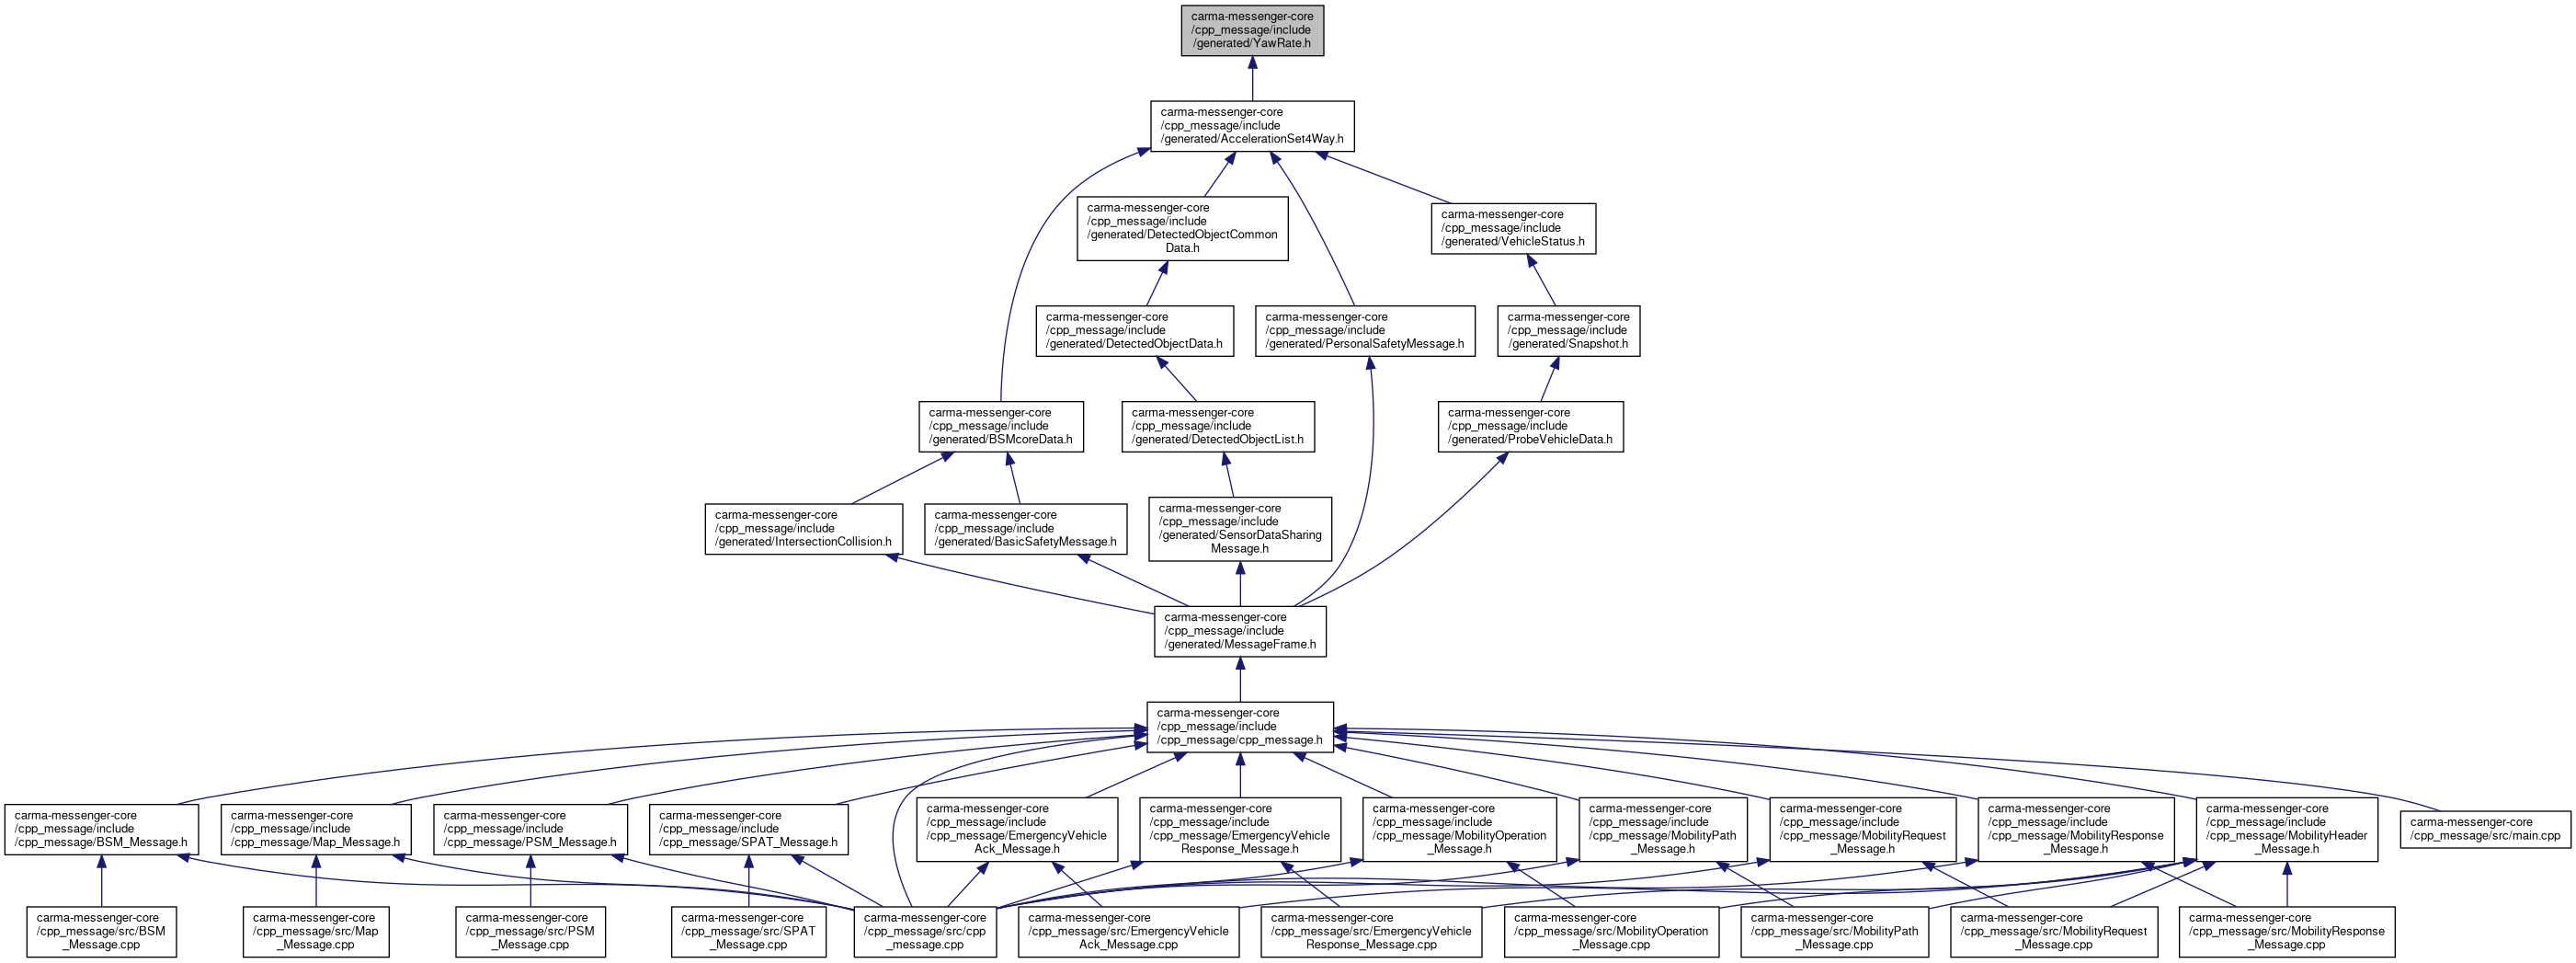 carma-messenger-core
/cpp_message/include
/generated/YawRate.h
carma-messenger-core
/cpp_message/include
/generated/AccelerationSet4Way.h
carma-messenger-core
/cpp_message/include
/generated/DetectedObjectCommon
Data.h
carma-messenger-core
/cpp_message/include
/generated/VehicleStatus.h
carma-messenger-core
/cpp_message/include
/generated/DetectedObjectData.h
carma-messenger-core
/cpp_message/include
/generated/PersonalSafetyMessage.h
carma-messenger-core
/cpp_message/include
/generated/Snapshot.h
carma-messenger-core
/cpp_message/include
/generated/BSMcoreData.h
carma-messenger-core
/cpp_message/include
/generated/DetectedObjectList.h
carma-messenger-core
/cpp_message/include
/generated/ProbeVehicleData.h
carma-messenger-core
/cpp_message/include
/generated/IntersectionCollision.h
carma-messenger-core
/cpp_message/include
/generated/BasicSafetyMessage.h
carma-messenger-core
/cpp_message/include
/generated/SensorDataSharing
Message.h
carma-messenger-core
/cpp_message/include
/generated/MessageFrame.h
carma-messenger-core
/cpp_message/include
/cpp_message/cpp_message.h
carma-messenger-core
/cpp_message/include
/cpp_message/BSM_Message.h
carma-messenger-core
/cpp_message/include
/cpp_message/Map_Message.h
carma-messenger-core
/cpp_message/include
/cpp_message/PSM_Message.h
carma-messenger-core
/cpp_message/include
/cpp_message/SPAT_Message.h
carma-messenger-core
/cpp_message/include
/cpp_message/EmergencyVehicle
Ack_Message.h
carma-messenger-core
/cpp_message/include
/cpp_message/EmergencyVehicle
Response_Message.h
carma-messenger-core
/cpp_message/include
/cpp_message/MobilityOperation
_Message.h
carma-messenger-core
/cpp_message/include
/cpp_message/MobilityPath
_Message.h
carma-messenger-core
/cpp_message/include
/cpp_message/MobilityRequest
_Message.h
carma-messenger-core
/cpp_message/include
/cpp_message/MobilityResponse
_Message.h
carma-messenger-core
/cpp_message/include
/cpp_message/MobilityHeader
_Message.h
carma-messenger-core
/cpp_message/src/main.cpp
carma-messenger-core
/cpp_message/src/BSM
_Message.cpp
carma-messenger-core
/cpp_message/src/Map
_Message.cpp
carma-messenger-core
/cpp_message/src/PSM
_Message.cpp
carma-messenger-core
/cpp_message/src/SPAT
_Message.cpp
carma-messenger-core
/cpp_message/src/cpp
_message.cpp
carma-messenger-core
/cpp_message/src/EmergencyVehicle
Ack_Message.cpp
carma-messenger-core
/cpp_message/src/EmergencyVehicle
Response_Message.cpp
carma-messenger-core
/cpp_message/src/MobilityOperation
_Message.cpp
carma-messenger-core
/cpp_message/src/MobilityPath
_Message.cpp
carma-messenger-core
/cpp_message/src/MobilityRequest
_Message.cpp
carma-messenger-core
/cpp_message/src/MobilityResponse
_Message.cpp